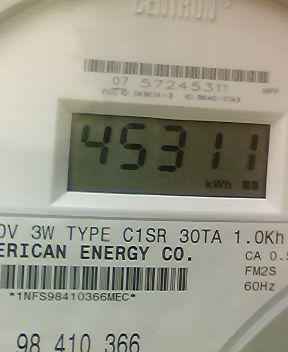 CENTRON
07 57245311
45311
kWh
0V 3W TYPE C1SR 30TA 1.0Kh
ERICAN ENERGY CO.
CA 0.5
FM2S
*1NFS98410366MEC*
60Hz
98 410 366